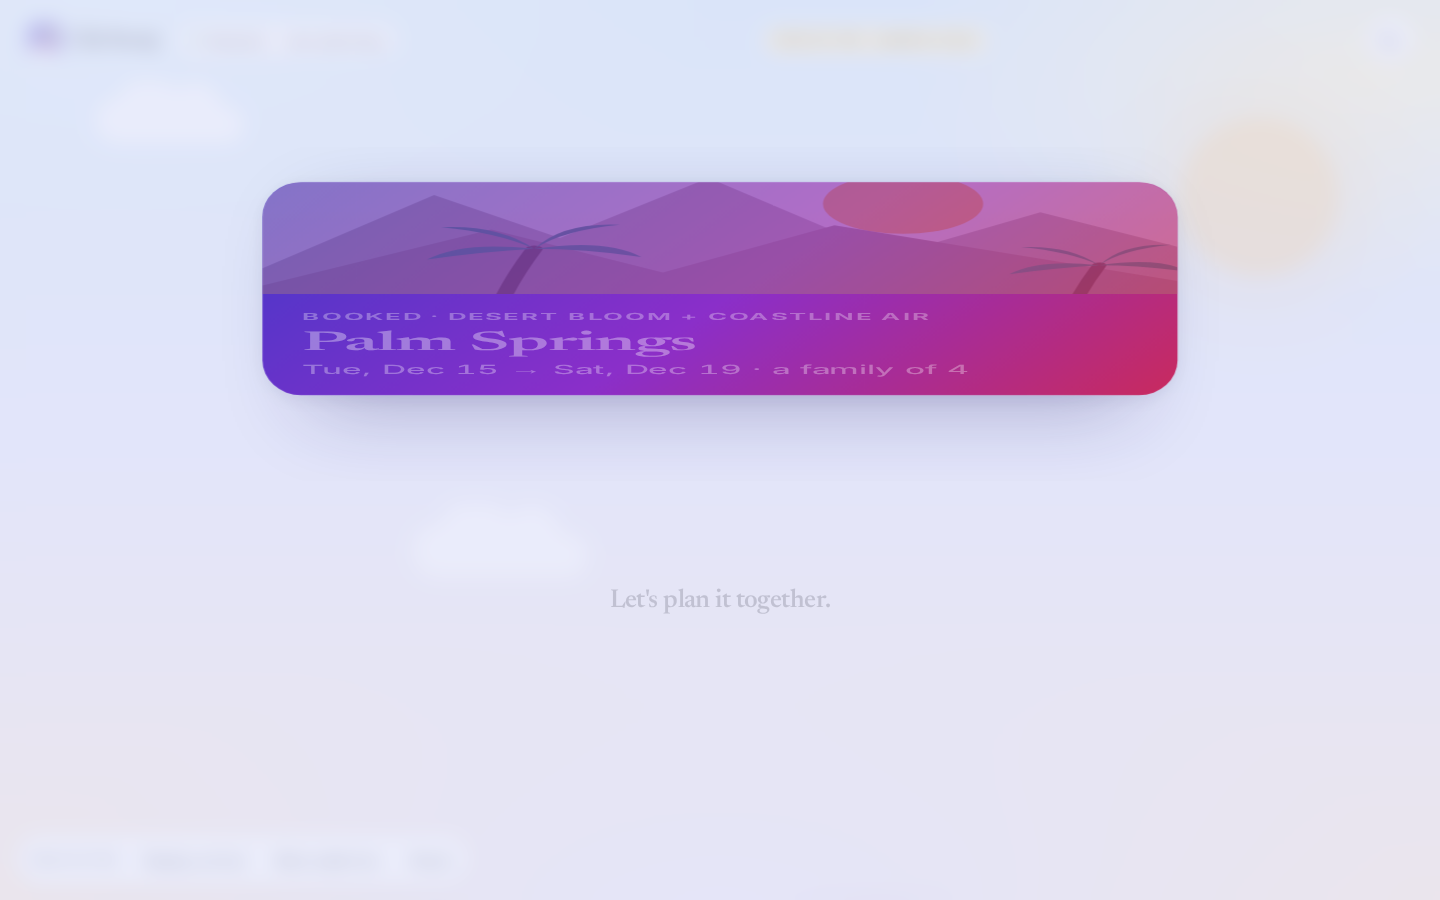 BOOKED · DESERT BLOOM + COASTLINE AIR
Palm Springs
Tue, Dec 15 → Sat, Dec 19 · a family of 4
Let's plan it together.